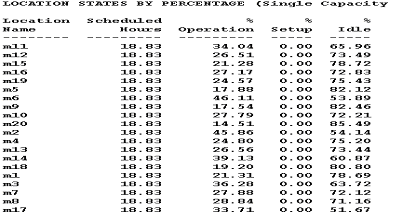 LOCATION STATES BY PERCENTAGE (Single Capacity
Location Scheduled % % %
Name Hours Operation Setup Idle
m11 18.83 34.04 0.00 65.96
m12 18.83 26.51 0.00 73.49
m15 18.83 21.28 0.00 78.72
m16 18.83 27.17 0.00 72.83
m19 18.83 24.57 0.00 75.43
m5 18.83 17.88 0.00 82.12
m6 18.83 46.11 0.00 53.89
m9 18.83 17.54 0.00 82.46
m10 18.83 27.79 0.00 72.21
m20 18.83 14.51 0.00 85.49
m2 18.83 45.86 0.00 54.14
m4 18.83 24.80 0.00 75.20
m13 18.83 26.56 0.00 73.44
m14 18.83 39.13 0.00 60.87
m18 18.83 19.20 0.00 80.80
m1 18.83 21.31 0.00 78.69
m3 18.83 36.28 0.00 63.72
m7 18.83 27.88 0.00 72.12
m8 18.83 28.84 0.00 71.16
m17 18.83 33.71 0.00 51.67